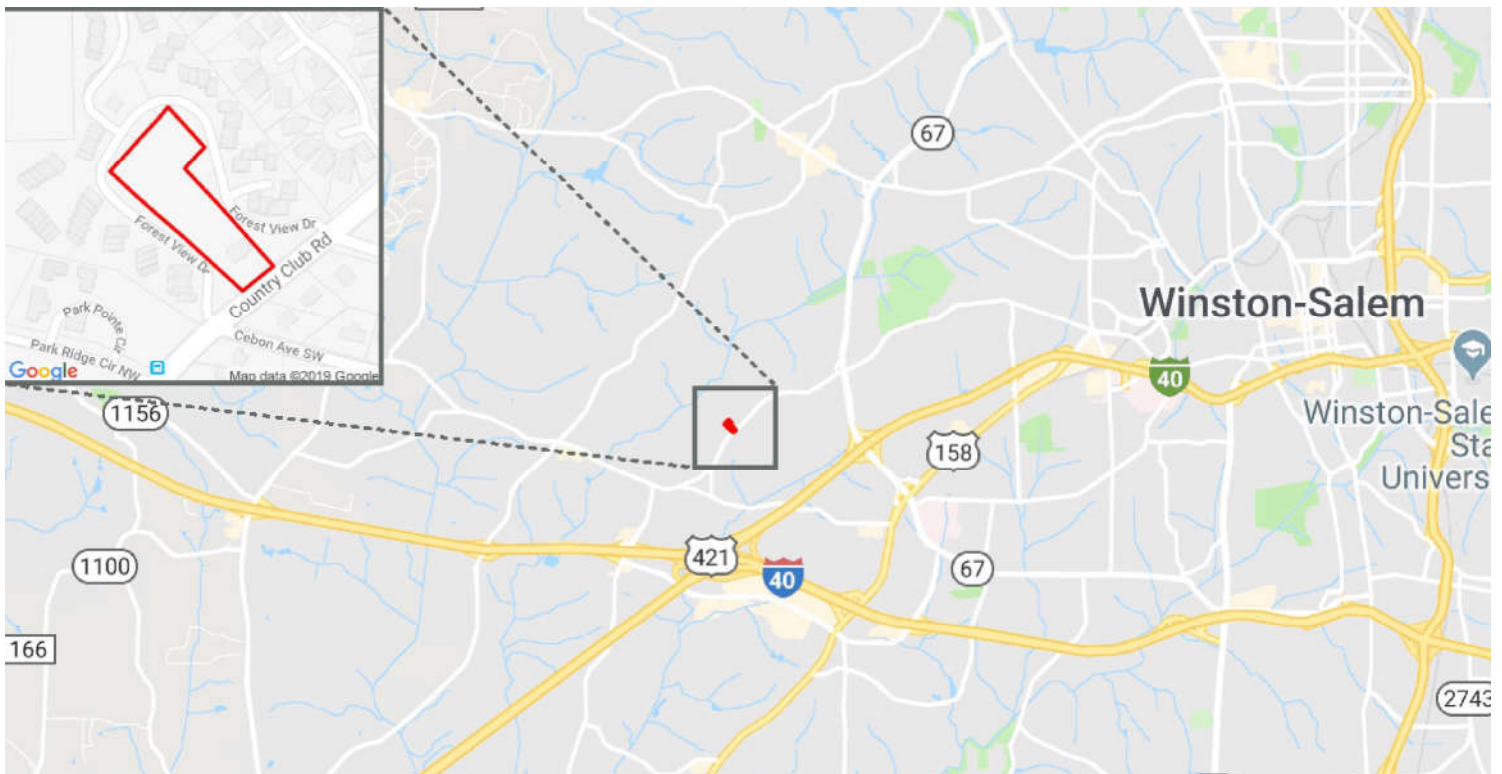 Forest View Dr
Forest View Dr
Country Club Rd
Park Pointe Cir
Cebon Ave SW
Park Ridge Cir NW
Google
Map data ©2019 Google
67
Winston-Salem
40
1156
158
Winston-Sale
Sta
Univers
421
40
67
1100
166
2743